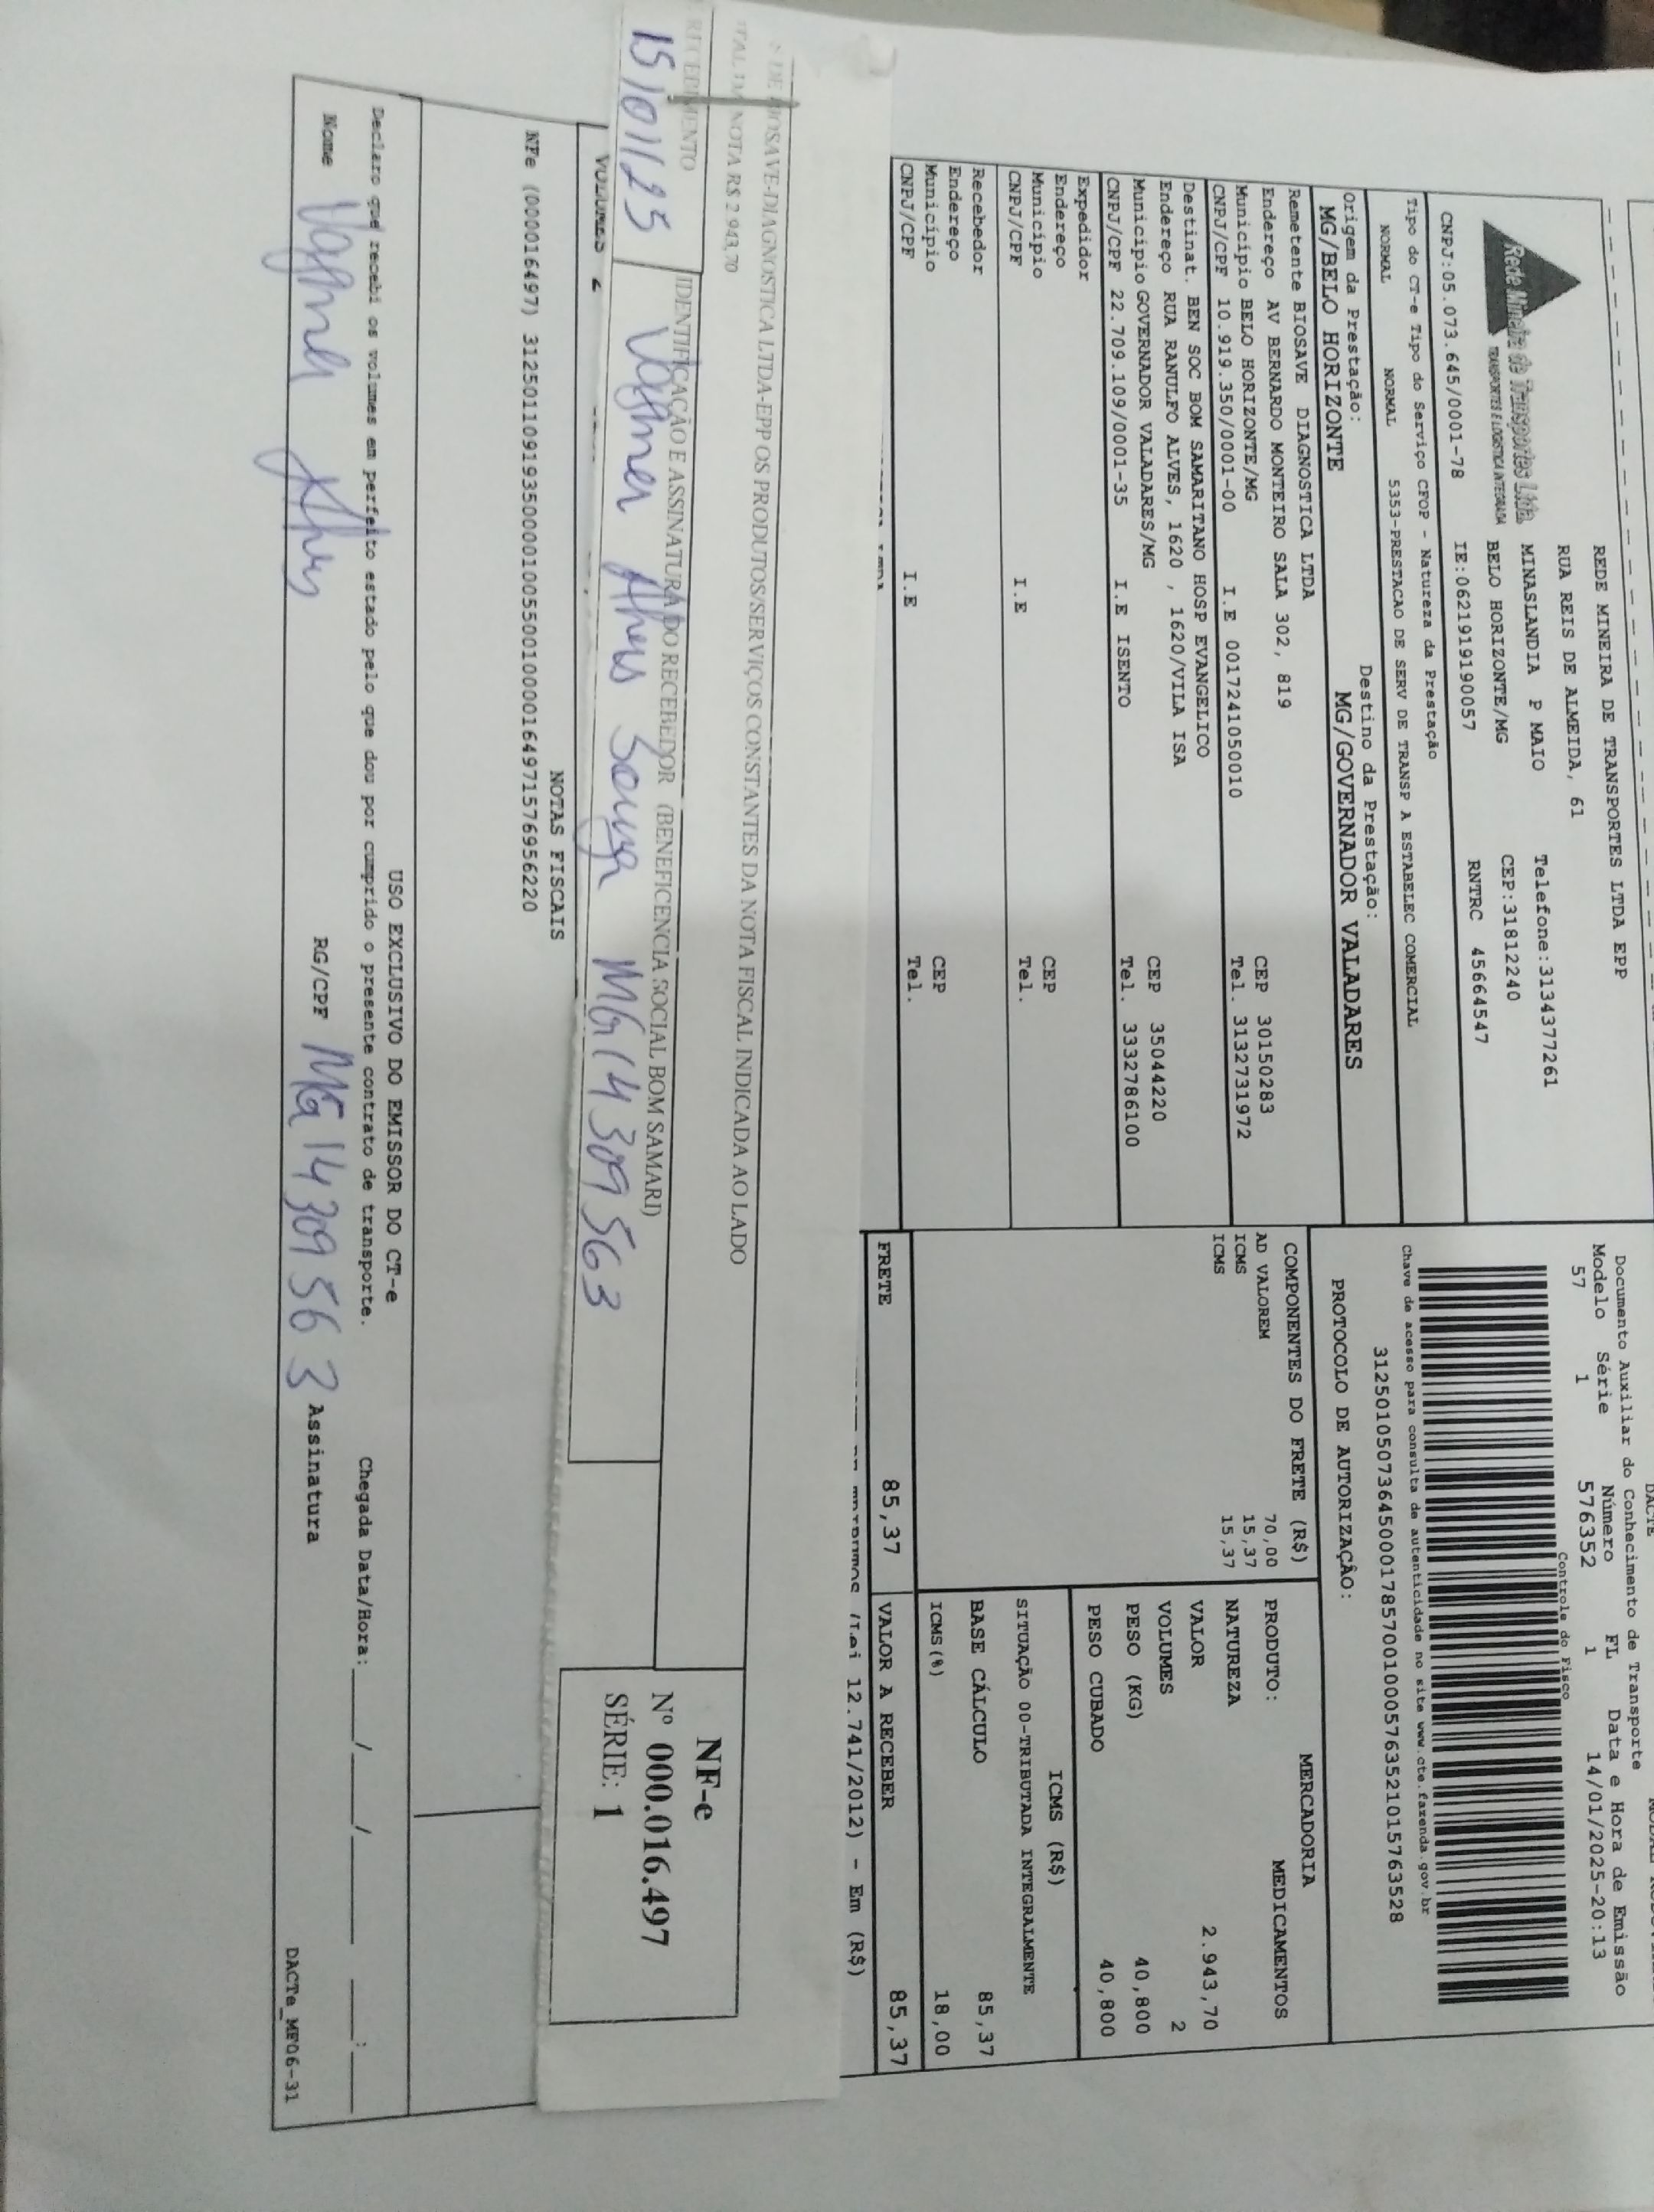 REDE MINEIRA DE TRANSPORTES LTDA EPP
RUA REIS DE ALMEIDA, 61
MINASLANDIA P MAIO Telefone:3134377261
BELO HORIZONTE/MG CEP:31812240
Rede Mineira de Transportes Ltda.
TRANSPORTES E LOGISTICA INTEGRADA
CNPJ:05.073.645/0001-78 IE:0621919190057 RNTRC 45664547
Tipo do CT-e Tipo do Serviço CFOP - Natureza da Prestação
NORMAL NORMAL 5353-PRESTACAO DE SERV DE TRANSP A ESTABELEC COMERCIAL
Origem da Prestação: Destino da Prestação:
MG/BELO HORIZONTE MG/GOVERNADOR VALADARES
Remetente BIOSAVE DIAGNOSTICA LTDA
Endereço AV BERNARDO MONTEIRO SALA 302, 819 CEP 30150283
Município BELO HORIZONTE/MG Tel. 3132731972
CNPJ/CPF 10.919.350/0001-00 I.E 0017241050010
Destinat. BEN SOC BOM SAMARITANO HOSP EVANGELICO
Endereço RUA RANULFO ALVES, 1620 , 1620/VILA ISA
Município GOVERNADOR VALADARES/MG CEP 35044220
CNPJ/CPF 22.709.109/0001-35 I.E ISENTO Tel. 3332786100
Expedidor
Endereço
Município CEP
CNPJ/CPF I.E Tel.
Recebedor
Endereço
Município CEP
CNPJ/CPF I.E Tel.
DACTE
Documento Auxiliar do Conhecimento de Transporte
Modelo Série Número FL Data e Hora de Emissão
57 1 576352 1 14/01/2025-20:13
Controle do Fisco
Chave de acesso para consulta de autenticidade no site www.cte.fazenda.gov.br
31250105073645000178570010005763521015763528
PROTOCOLO DE AUTORIZAÇÃO:
COMPONENTES DO FRETE (R$)
AD VALOREM 70,00
ICMS 15,37
ICMS 15,37
MERCADORIA
PRODUTO: MEDICAMENTOS
NATUREZA
VALOR 2.943,70
VOLUMES 2
PESO (KG) 40,800
PESO CUBADO 40,800
ICMS (R$)
SITUAÇÃO 00-TRIBUTADA INTEGRALMENTE
BASE CÁLCULO 85,37
ICMS(%) 18,00
FRETE 85,37 VALOR A RECEBER 85,37
(Lei 12.741/2012) - Em (R$)
BIOSAVE-DIAGNOSTICA LTDA-EPP OS PRODUTOS/SERVIÇOS CONSTANTES DA NOTA FISCAL INDICADA AO LADO
NOTA R$ 2.943,70
RECEBIMENTO IDENTIFICAÇÃO E ASSINATURA DO RECEBEDOR (BENEFICENCIA SOCIAL BOM SAMARI)
15/01/25 Vagner Alves Souza MG14309563
NF-e
Nº 000.016.497
SÉRIE: 1
VOLUMES 2
NOTAS FISCAIS
NFe (000016497) 31250110919350000100550010000164971576956220
USO EXCLUSIVO DO EMISSOR DO CT-e
Declaro que recebi os volumes em perfeito estado pelo que dou por cumprido o presente contrato de transporte. Chegada Data/Hora: ____/____/____ ___:___
Nome Vagner Alves RG/CPF MG14309563 Assinatura
DACTe_MF06-31